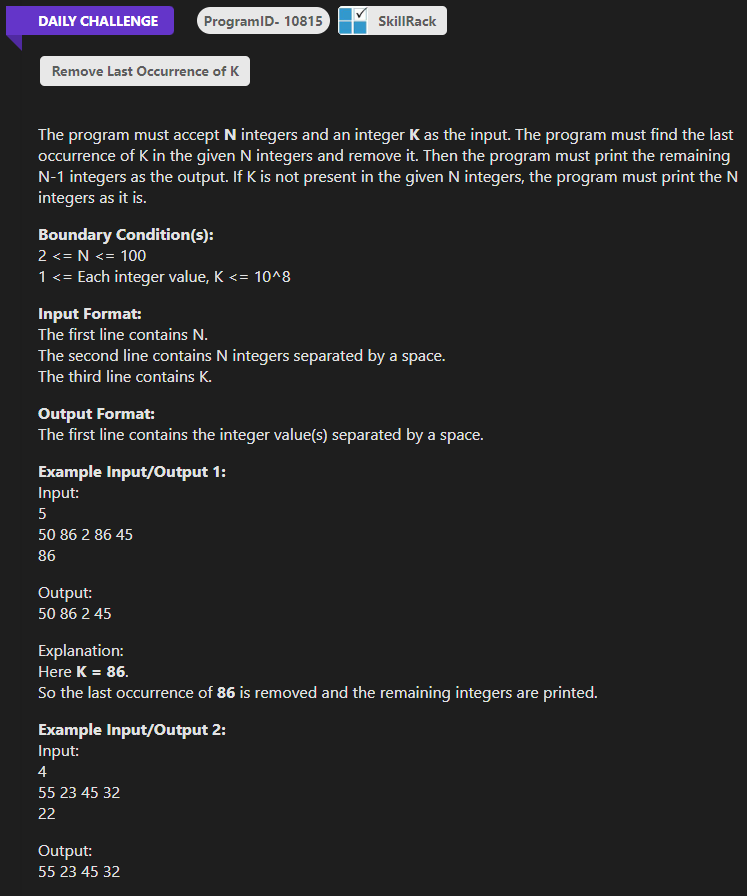 DAILY CHALLENGE
ProgramID- 10815
SkillRack
Remove Last Occurrence of K
The program must accept N integers and an integer K as the input. The program must find the last
occurrence of K in the given N integers and remove it. Then the program must print the remaining
N-1 integers as the output. If K is not present in the given N integers, the program must print the N
integers as it is.
Boundary Condition(s):
2 <= N <= 100
1 <= Each integer value, K <= 10^8
Input Format:
The first line contains N.
The second line contains N integers separated by a space.
The third line contains K.
Output Format:
The first line contains the integer value(s) separated by a space.
Example Input/Output 1:
Input:
5
50 86 2 86 45
86
Output:
50 86 2 45
Explanation:
Here K = 86.
So the last occurrence of 86 is removed and the remaining integers are printed.
Example Input/Output 2:
Input:
4
55 23 45 32
22
Output:
55 23 45 32